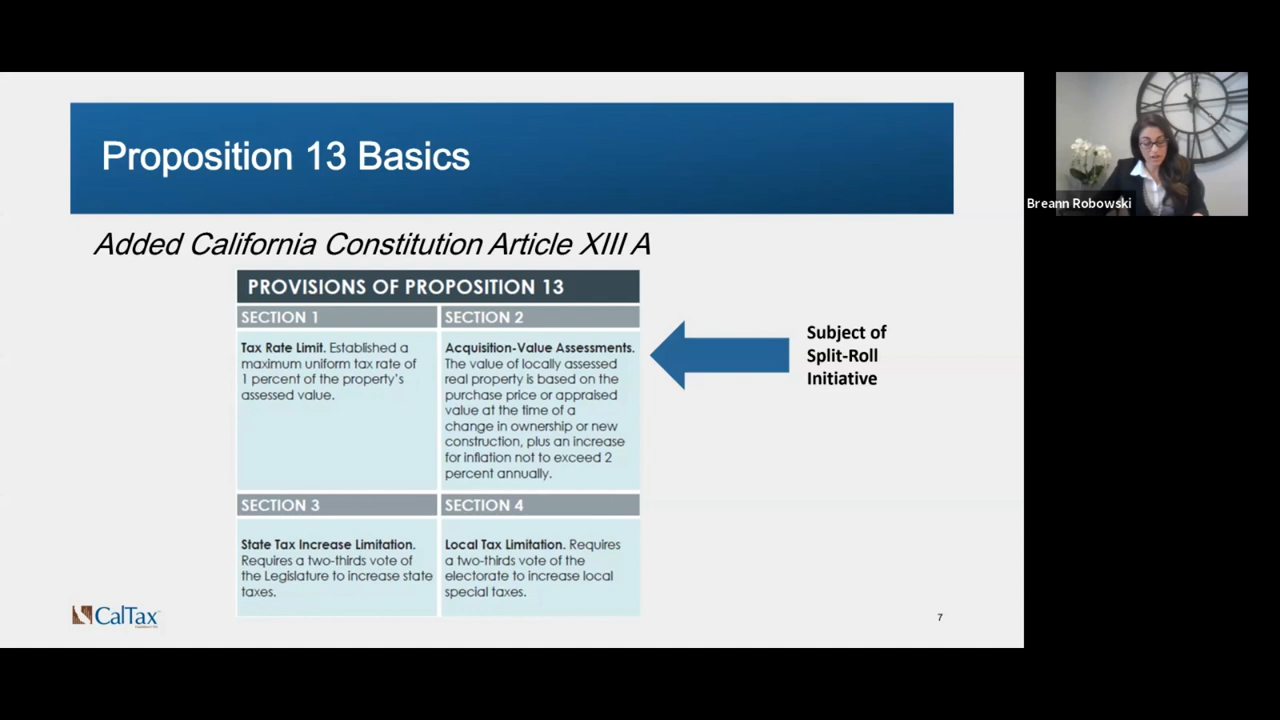 Proposition 13 Basics
Added California Constitution Article XIII A
PROVISIONS OF PROPOSITION 13
SECTION 1
Tax Rate Limit. Established a
maximum uniform tax rate of
1 percent of the property's
assessed value.
SECTION 2
Acquisition-Value Assessments.
The value of locally assessed
real property is based on the
purchase price or appraised
value at the time of a
change in ownership or new
construction, plus an increase
for inflation not to exceed 2
percent annually.
SECTION 3
State Tax Increase Limitation.
Requires a two-thirds vote of
the Legislature to increase state
taxes.
SECTION 4
Local Tax Limitation. Requires
a two-thirds vote of the
electorate to increase local
special taxes.
Subject of
Split-Roll
Initiative
CalTax
7
Breann Robowski